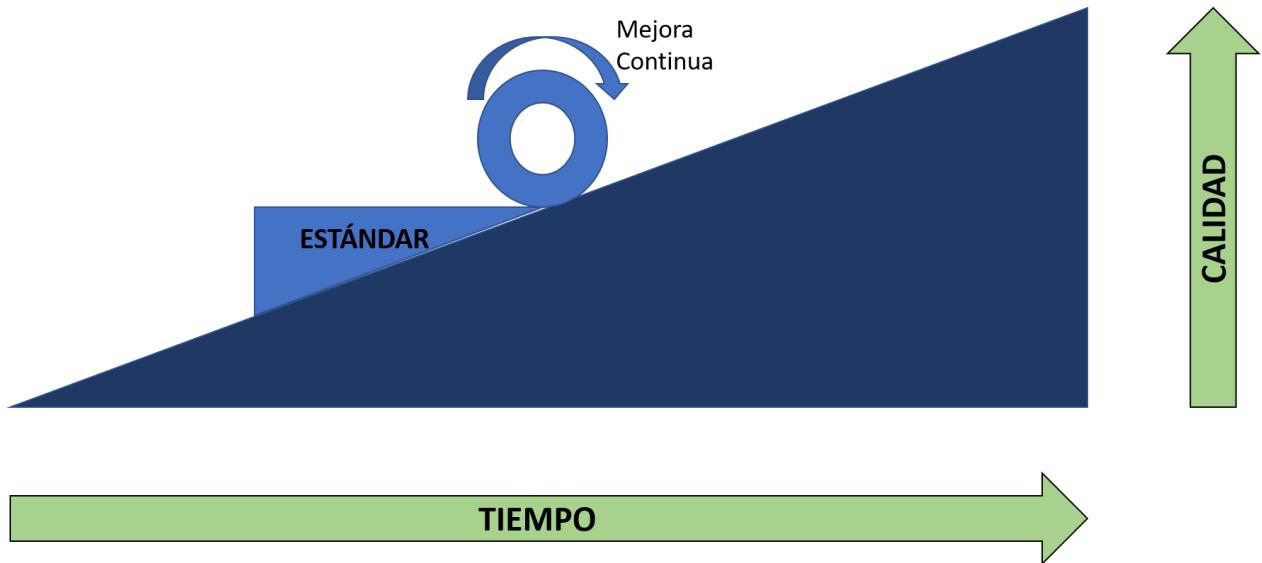 Mejora
Continua
ESTÁNDAR
CALIDAD
TIEMPO